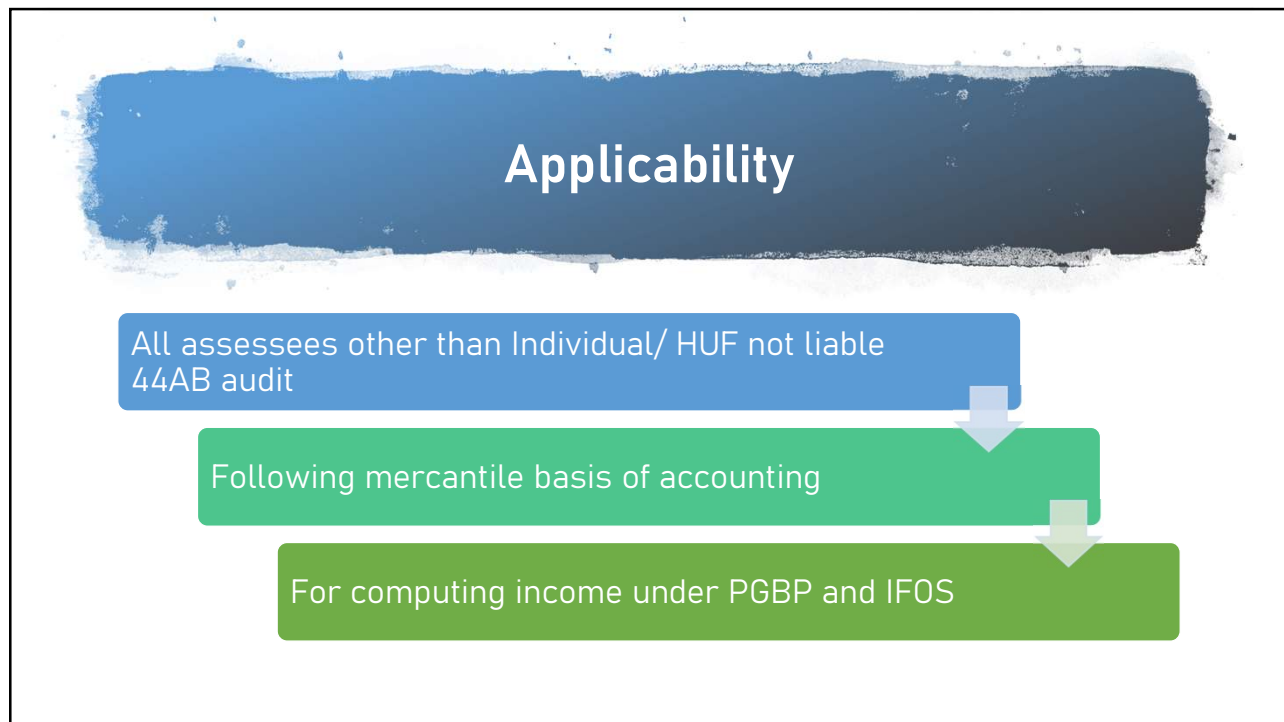 Applicability
All assessees other than Individual/ HUF not liable
44AB audit
Following mercantile basis of accounting
For computing income under PGBP and IFOS